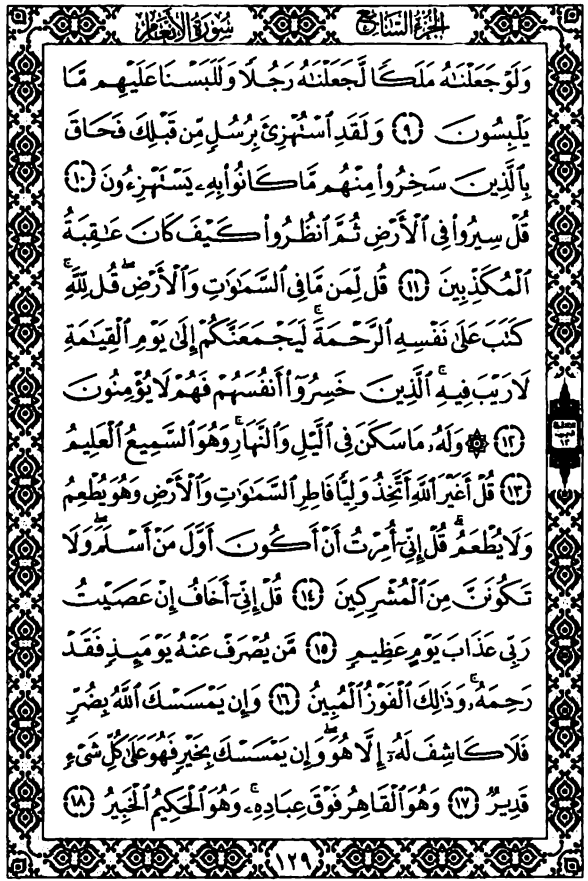 سورة الأنعام
الجزء السابع
وَلَوْ جَعَلْنَٰهُ مَلَكًا لَّجَعَلْنَٰهُ رَجُلًا وَلَلَبَسْنَا عَلَيْهِم مَّا
يَلْبِسُونَ ٩ وَلَقَدِ ٱسْتُهْزِئَ بِرُسُلٍ مِّن قَبْلِكَ فَحَاقَ
بِٱلَّذِينَ سَخِرُوا۟ مِنْهُم مَّا كَانُوا۟ بِهِۦ يَسْتَهْزِءُونَ ١٠
قُلْ سِيرُوا۟ فِى ٱلْأَرْضِ ثُمَّ ٱنظُرُوا۟ كَيْفَ كَانَ عَٰقِبَةُ
ٱلْمُكَذِّبِينَ ١١ قُل لِّمَن مَّا فِى ٱلسَّمَٰوَٰتِ وَٱلْأَرْضِ ۖ قُل لِّلَّهِ ۚ
كَتَبَ عَلَىٰ نَفْسِهِ ٱلرَّحْمَةَ ۚ لَيَجْمَعَنَّكُمْ إِلَىٰ يَوْمِ ٱلْقِيَٰمَةِ
لَا رَيْبَ فِيهِ ۚ ٱلَّذِينَ خَسِرُوٓا۟ أَنفُسَهُمْ فَهُمْ لَا يُؤْمِنُونَ
١٢ ۞ وَلَهُۥ مَا سَكَنَ فِى ٱلَّيْلِ وَٱلنَّهَارِ ۚ وَهُوَ ٱلسَّمِيعُ ٱلْعَلِيمُ
١٣ قُلْ أَغَيْرَ ٱللَّهِ أَتَّخِذُ وَلِيًّا فَاطِرِ ٱلسَّمَٰوَٰتِ وَٱلْأَرْضِ وَهُوَ يُطْعِمُ
وَلَا يُطْعَمُ ۗ قُلْ إِنِّىٓ أُمِرْتُ أَنْ أَكُونَ أَوَّلَ مَنْ أَسْلَمَ ۖ وَلَا
تَكُونَنَّ مِنَ ٱلْمُشْرِكِينَ ١٤ قُلْ إِنِّىٓ أَخَافُ إِنْ عَصَيْتُ
رَبِّى عَذَابَ يَوْمٍ عَظِيمٍ ١٥ مَّن يُصْرَفْ عَنْهُ يَوْمَئِذٍ فَقَدْ
رَحِمَهُۥ ۚ وَذَٰلِكَ ٱلْفَوْزُ ٱلْمُبِينُ ١٦ وَإِن يَمْسَسْكَ ٱللَّهُ بِضُرٍّ
فَلَا كَاشِفَ لَهُۥٓ إِلَّا هُوَ ۖ وَإِن يَمْسَسْكَ بِخَيْرٍ فَهُوَ عَلَىٰ كُلِّ شَىْءٍ
قَدِيرٌ ١٧ وَهُوَ ٱلْقَاهِرُ فَوْقَ عِبَادِهِۦ ۚ وَهُوَ ٱلْحَكِيمُ ٱلْخَبِيرُ ١٨
١٢٩